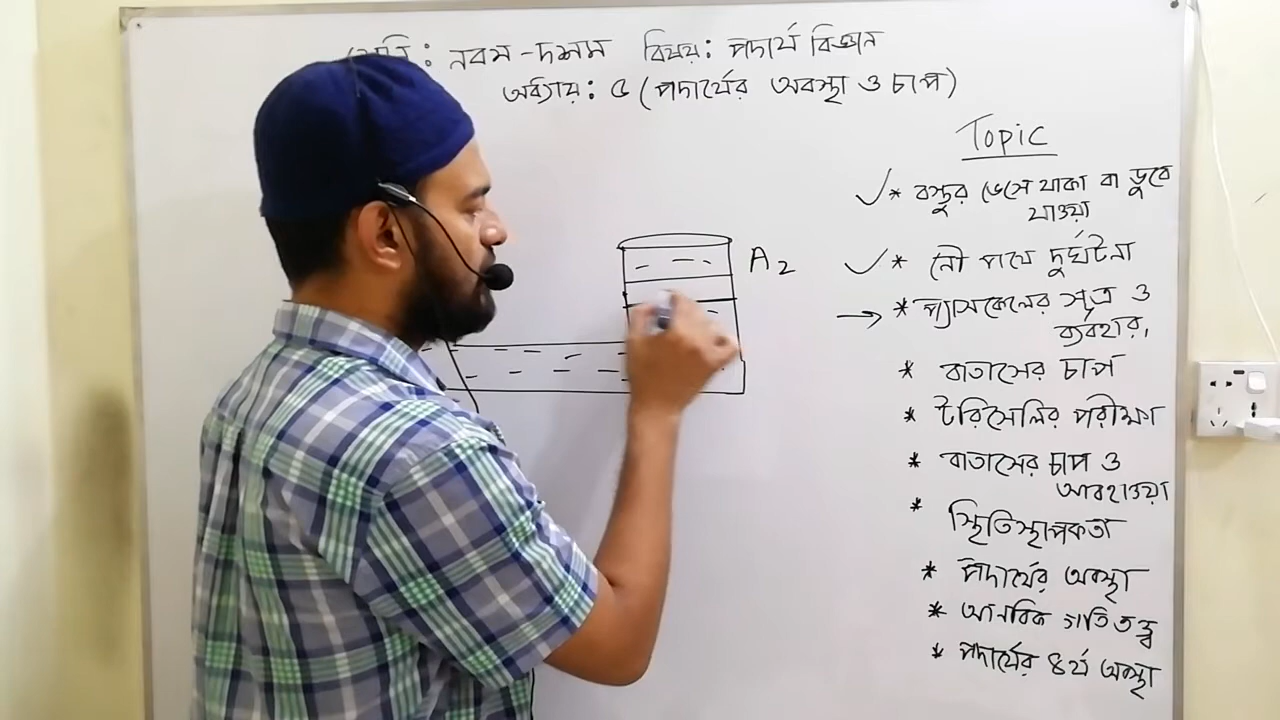 : নবম-দশম বিষয়: পদার্থ বিজ্ঞান
অধ্যায়: ৫ (পদার্থের অবস্থা ও চাপ)
Topic
✓ * বস্তুর ভেসে থাকা বা ডুবে
যাওয়া
✓ * নৌ পথে দুর্ঘটনা
→ * প্যাসকেলের সূত্র ও
ব্যবহার,
* বাতাসের চাপ
* টরিসেলির পরীক্ষা
* বাতাসের চাপ ও
আবহাওয়া
* স্থিতিস্থাপকতা
* পদার্থের অবস্থা
* আনবিক গতিতত্ত্ব
* পদার্থের ৪র্থ অবস্থা
A2